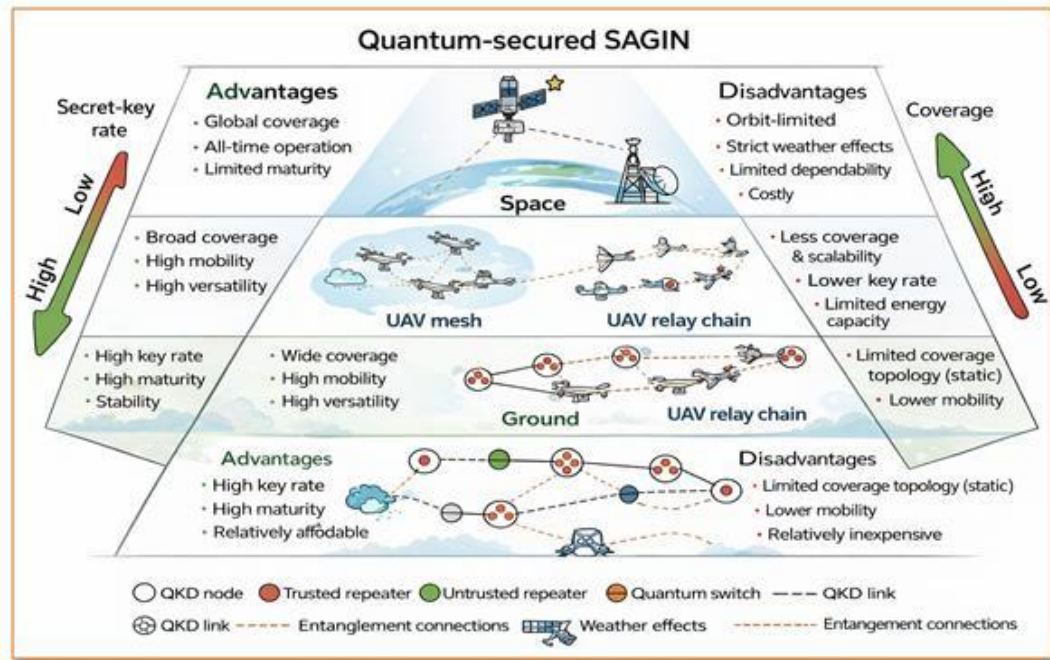 Quantum-secured SAGIN
Secret-key
rate
Low
High
Advantages
• Global coverage
• All-time operation
• Limited maturity
Space
Disadvantages
• Orbit-limited
• Strict weather effects
• Limited dependability
• Costly
Coverage
High
Low
• Broad coverage
• High mobility
• High versatility
UAV mesh
UAV relay chain
• Less coverage
& scalability
• Lower key rate
• Limited energy
capacity
• High key rate
• High maturity
• Stability
• Wide coverage
• High mobility
• High versatility
Ground
UAV relay chain
• Limited coverage
topology (static)
• Lower mobility
Advantages
• High key rate
• High maturity
• Relatively affodable
Disadvantages
• Limited coverage topology (static)
• Lower mobility
• Relatively inexpensive
QKD node
Trusted repeater
Untrusted repeater
Quantum switch
QKD link
QKD link
Entanglement connections
Weather effects
Entangement connections